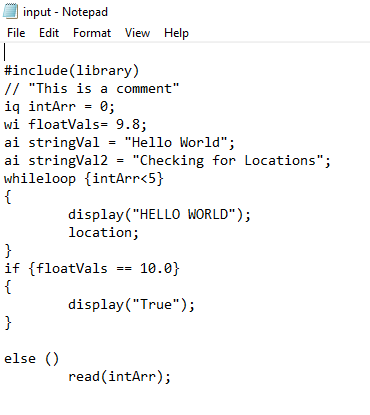 input - Notepad
File Edit Format View Help
#include(library)
// "This is a comment"
iq intArr = 0;
wi floatVals= 9.8;
ai stringVal = "Hello World";
ai stringVal2 = "Checking for Locations";
whileloop {intArr<5}
{
        display("HELLO WORLD");
        location;
}
if {floatVals == 10.0}
{
        display("True");
}

else ()
        read(intArr);